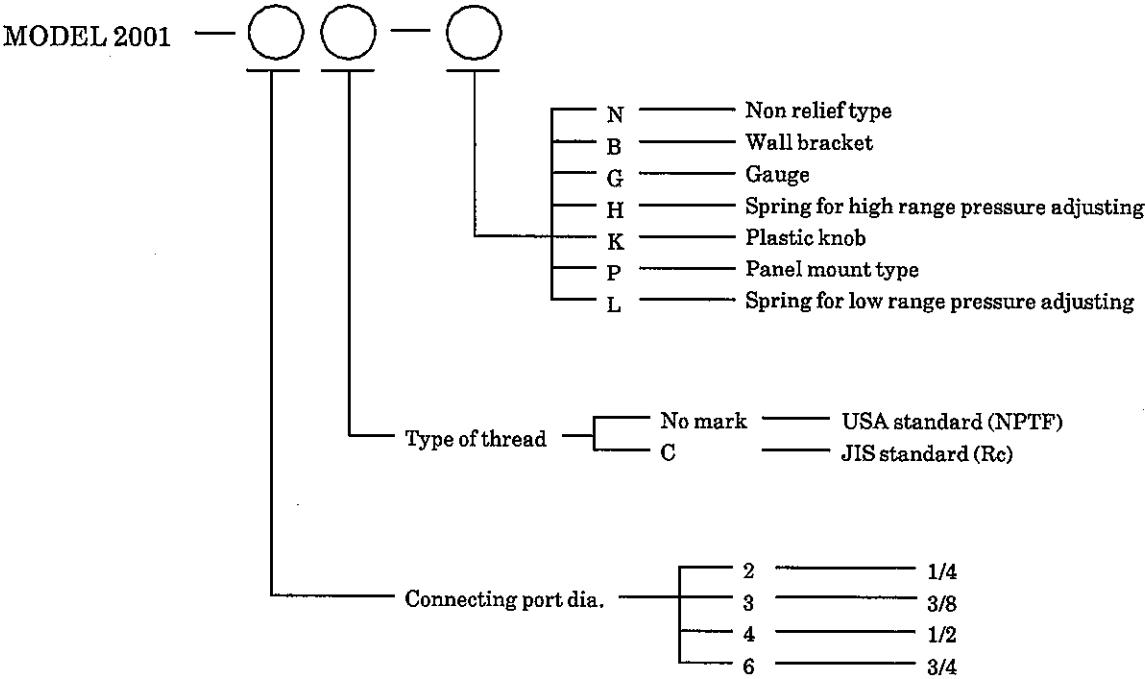 MODEL 2001
N Non relief type
B Wall bracket
G Gauge
H Spring for high range pressure adjusting
K Plastic knob
P Panel mount type
L Spring for low range pressure adjusting
No mark USA standard (NPTF)
Type of thread
C JIS standard (Rc)
2 1/4
Connecting port dia.
3 3/8
4 1/2
6 3/4